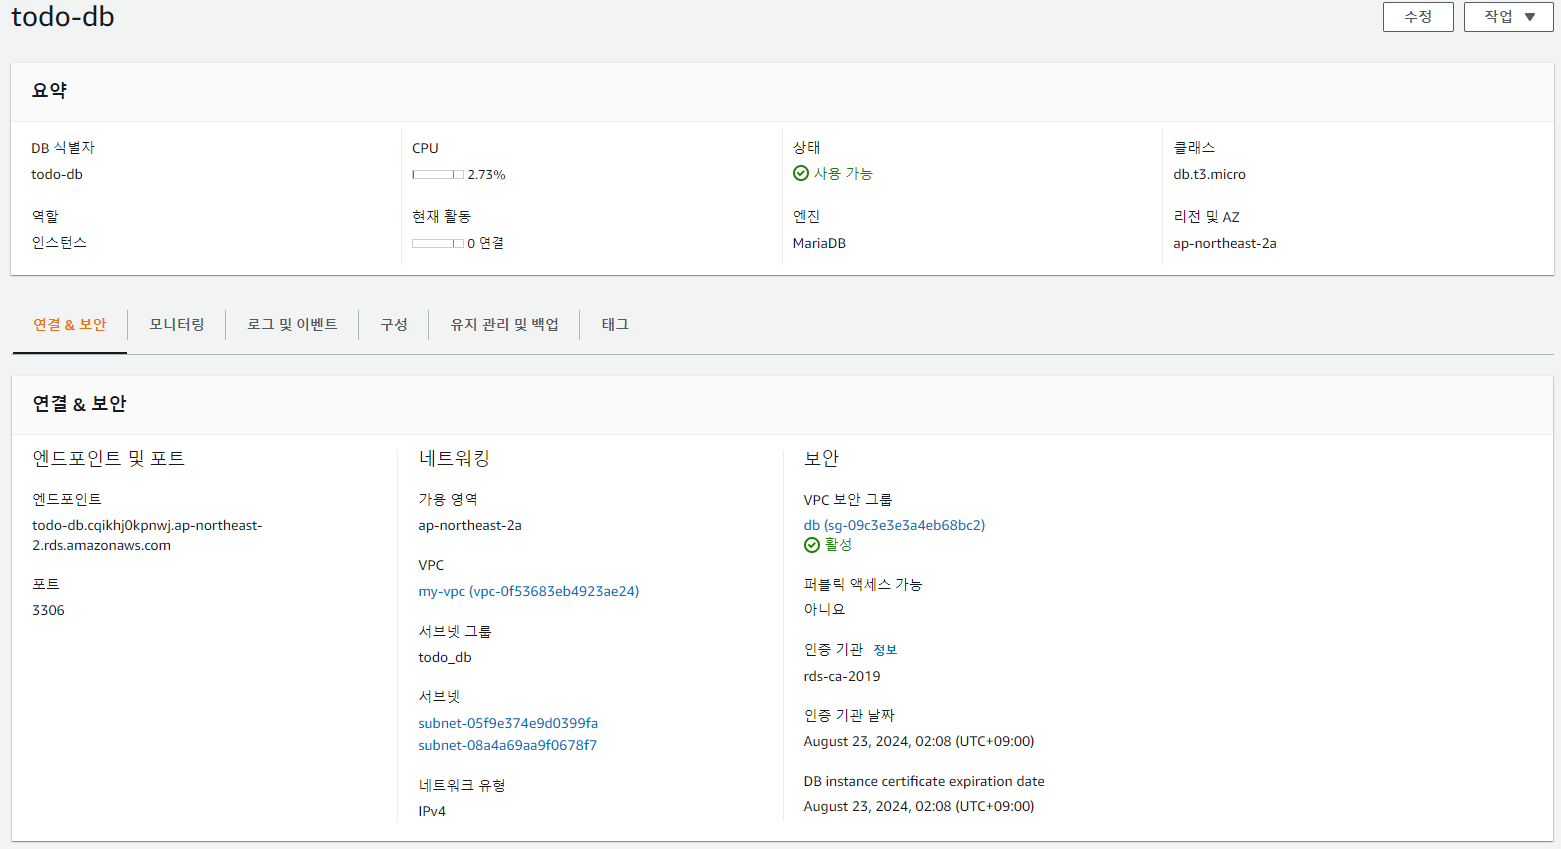 todo-db
수정
작업
요약
DB 식별자
todo-db
CPU
2.73%
상태
사용 가능
클래스
db.t3.micro
역할
인스턴스
현재 활동
0 연결
엔진
MariaDB
리전 및 AZ
ap-northeast-2a
연결 & 보안
모니터링
로그 및 이벤트
구성
유지 관리 및 백업
태그
연결 & 보안
엔드포인트 및 포트
엔드포인트
todo-db.cqikhj0kpnwj.ap-northeast-
2.rds.amazonaws.com
포트
3306
네트워킹
가용 영역
ap-northeast-2a
VPC
my-vpc (vpc-0f53683eb4923ae24)
서브넷 그룹
todo_db
서브넷
subnet-05f9e374e9d0399fa
subnet-08a4a69aa9f0678f7
네트워크 유형
IPv4
보안
VPC 보안 그룹
db (sg-09c3e3e3a4eb68bc2)
활성
퍼블릭 액세스 가능
아니요
인증 기관 정보
rds-ca-2019
인증 기관 날짜
August 23, 2024, 02:08 (UTC+09:00)
DB instance certificate expiration date
August 23, 2024, 02:08 (UTC+09:00)